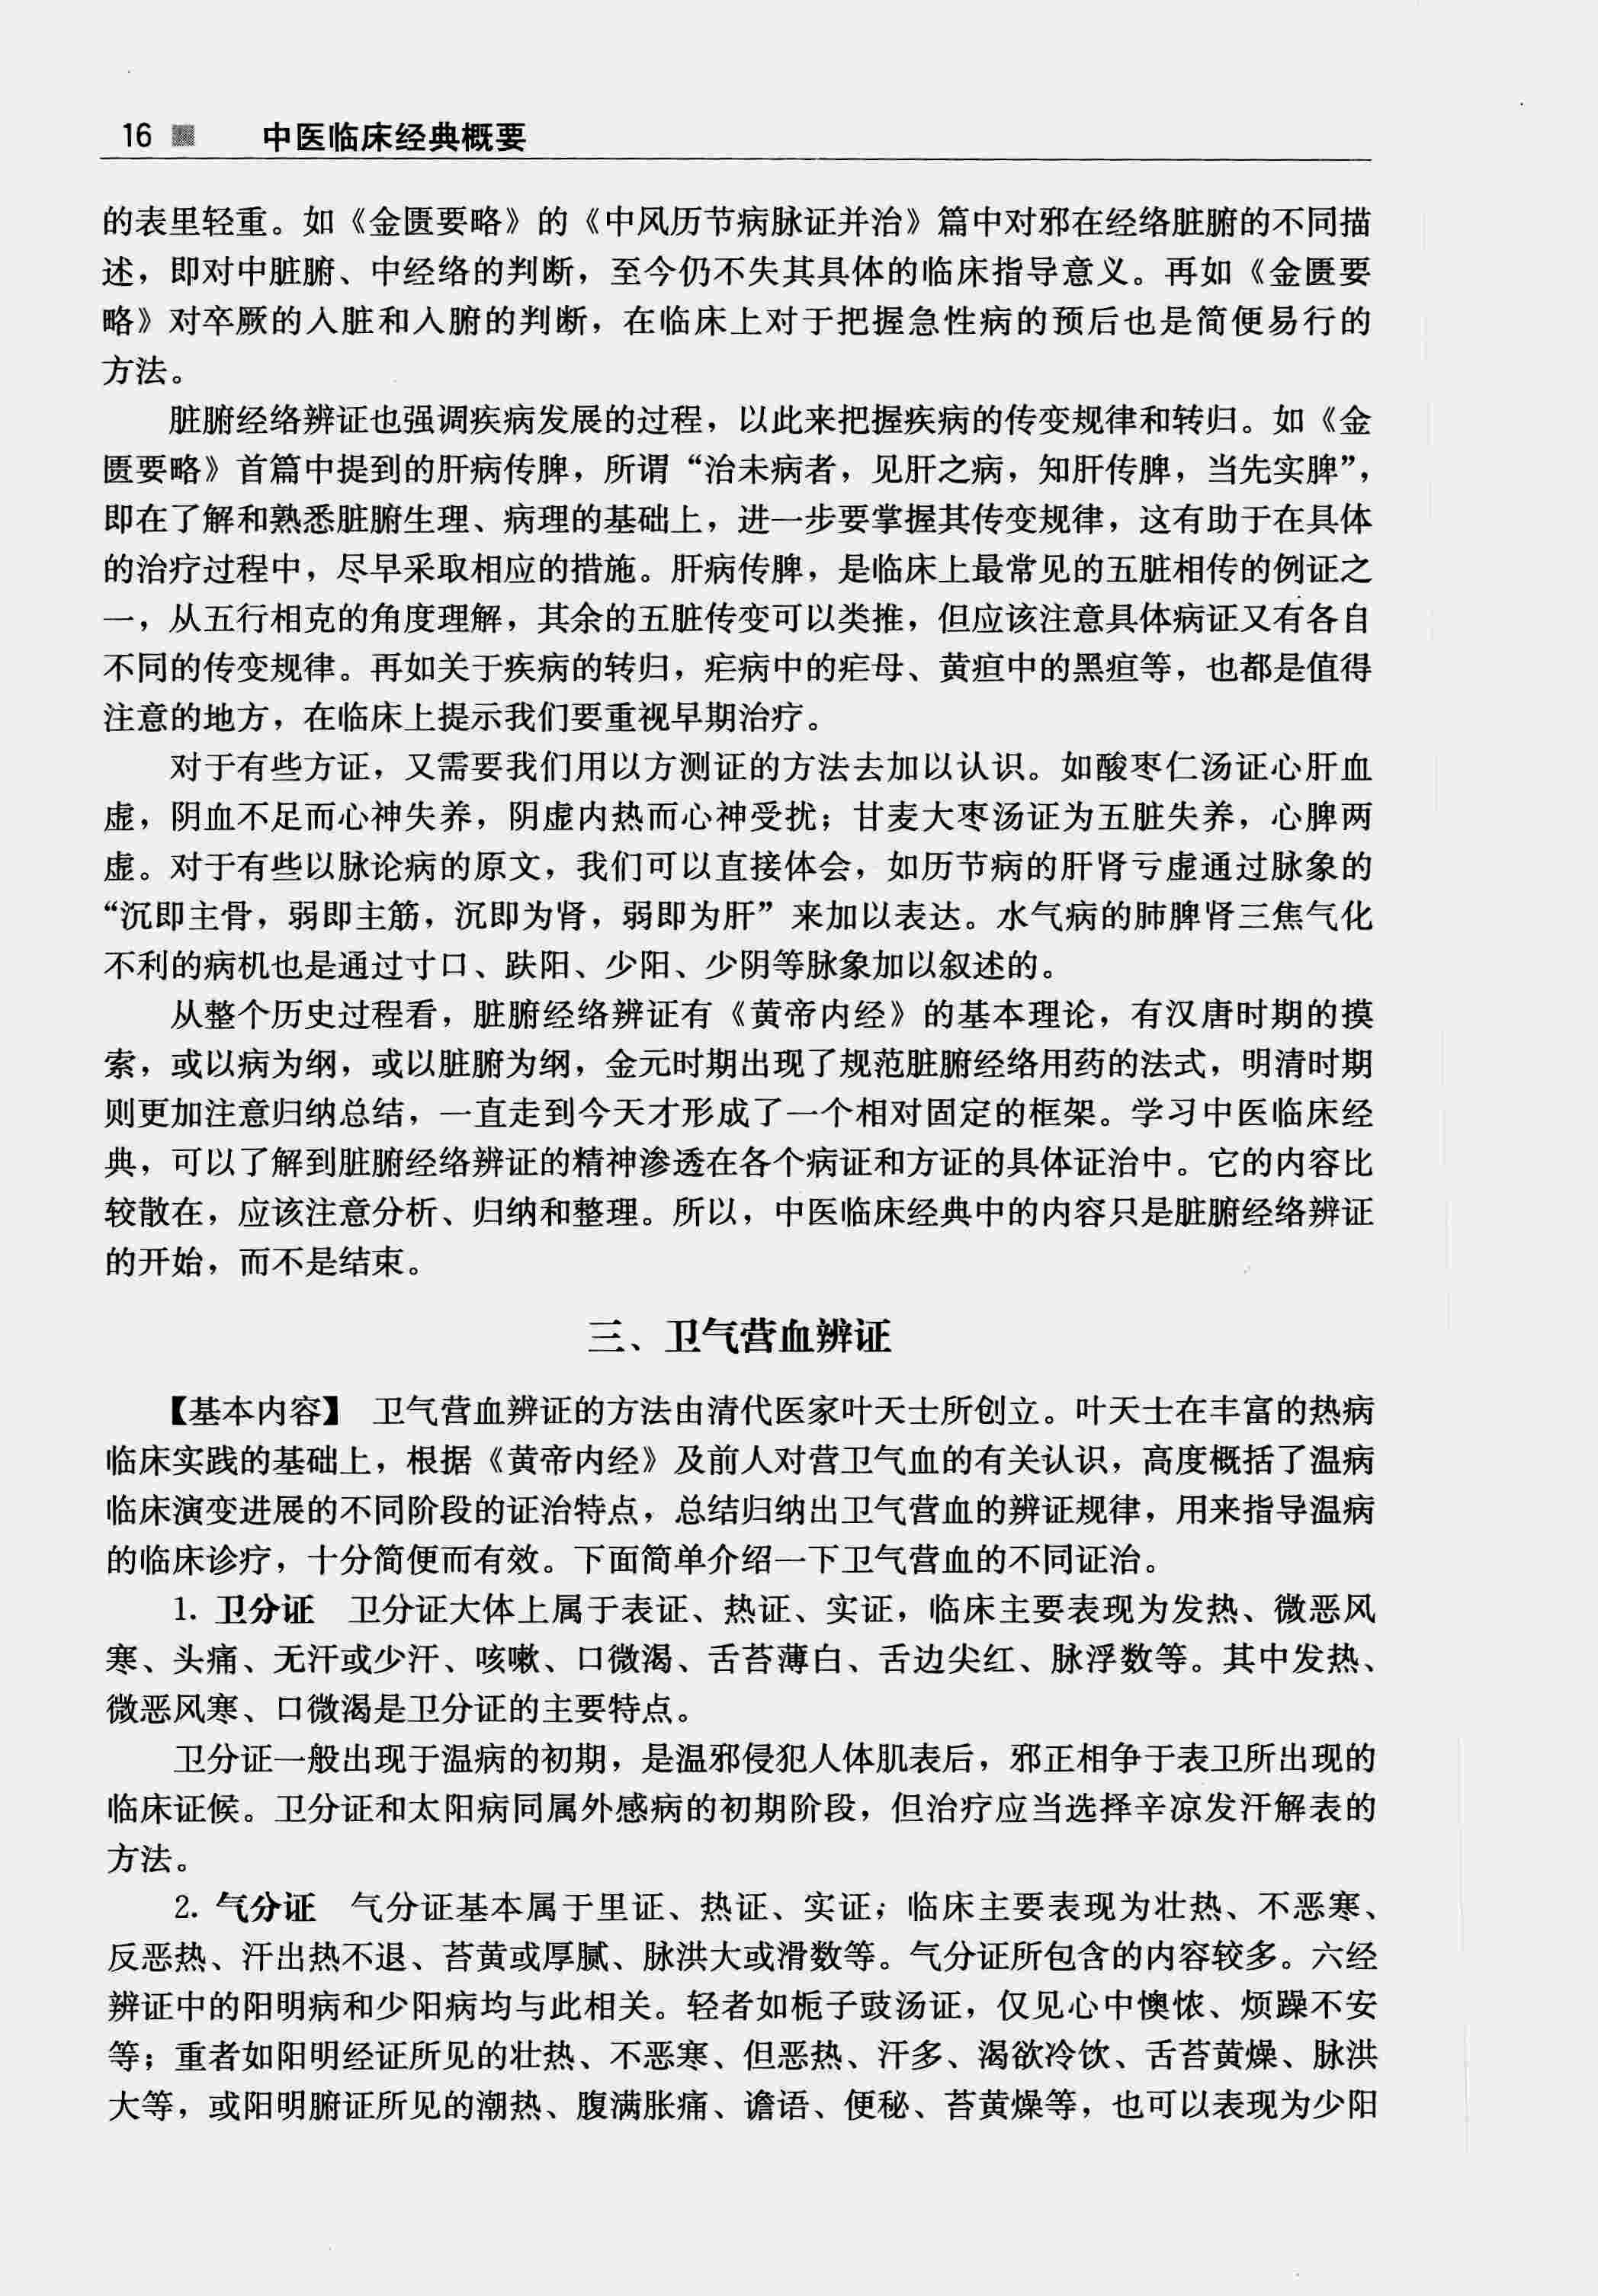 16 中医临床经典概要
的表里轻重。如《金匮要略》的《中风历节病脉证并治》篇中对邪在经络脏腑的不同描
述，即对中脏腑、中经络的判断，至今仍不失其具体的临床指导意义。再如《金匮要
略》对卒厥的入脏和入腑的判断，在临床上对于把握急性病的预后也是简便易行的
方法。
脏腑经络辨证也强调疾病发展的过程，以此来把握疾病的传变规律和转归。如《金
匮要略》首篇中提到的肝病传脾，所谓“治未病者，见肝之病，知肝传脾，当先实脾”，
即在了解和熟悉脏腑生理、病理的基础上，进一步要掌握其传变规律，这有助于在具体
的治疗过程中，尽早采取相应的措施。肝病传脾，是临床上最常见的五脏相传的例证之
一，从五行相克的角度理解，其余的五脏传变可以类推，但应该注意具体病证又有各自
不同的传变规律。再如关于疾病的转归，疟病中的疟母、黄疸中的黑疸等，也都是值得
注意的地方，在临床上提示我们要重视早期治疗。
对于有些方证，又需要我们用以方测证的方法去加以认识。如酸枣仁汤证心肝血
虚，阴血不足而心神失养，阴虚内热而心神受扰；甘麦大枣汤证为五脏失养，心脾两
虚。对于有些以脉论病的原文，我们可以直接体会，如历节病的肝肾亏虚通过脉象的
“沉即主骨，弱即主筋，沉即为肾，弱即为肝”来加以表达。水气病的肺脾肾三焦气化
不利的病机也是通过寸口、趺阳、少阳、少阴等脉象加以叙述的。
从整个历史过程看，脏腑经络辨证有《黄帝内经》的基本理论，有汉唐时期的摸
索，或以病为纲，或以脏腑为纲，金元时期出现了规范脏腑经络用药的法式，明清时期
则更加注意归纳总结，一直走到今天才形成了一个相对固定的框架。学习中医临床经
典，可以了解到脏腑经络辨证的精神渗透在各个病证和方证的具体证治中。它的内容比
较散在，应该注意分析、归纳和整理。所以，中医临床经典中的内容只是脏腑经络辨证
的开始，而不是结束。
三、卫气营血辨证
【基本内容】 卫气营血辨证的方法由清代医家叶天士所创立。叶天士在丰富的热病
临床实践的基础上，根据《黄帝内经》及前人对营卫气血的有关认识，高度概括了温病
临床演变进展的不同阶段的证治特点，总结归纳出卫气营血的辨证规律，用来指导温病
的临床诊疗，十分简便而有效。下面简单介绍一下卫气营血的不同证治。
1. 卫分证 卫分证大体上属于表证、热证、实证，临床主要表现为发热、微恶风
寒、头痛、无汗或少汗、咳嗽、口微渴、舌苔薄白、舌边尖红、脉浮数等。其中发热、
微恶风寒、口微渴是卫分证的主要特点。
卫分证一般出现于温病的初期，是温邪侵犯人体肌表后，邪正相争于表卫所出现的
临床证候。卫分证和太阳病同属外感病的初期阶段，但治疗应当选择辛凉发汗解表的
方法。
2. 气分证 气分证基本属于里证、热证、实证；临床主要表现为壮热、不恶寒、
反恶热、汗出热不退、苔黄或厚腻、脉洪大或滑数等。气分证所包含的内容较多。六经
辨证中的阳明病和少阳病均与此相关。轻者如栀子豉汤证，仅见心中懊侬、烦躁不安
等；重者如阳明经证所见的壮热、不恶寒、但恶热、汗多、渴欲冷饮、舌苔黄燥、脉洪
大等，或阳明腑证所见的潮热、腹满胀痛、谵语、便秘、苔黄燥等，也可以表现为少阳